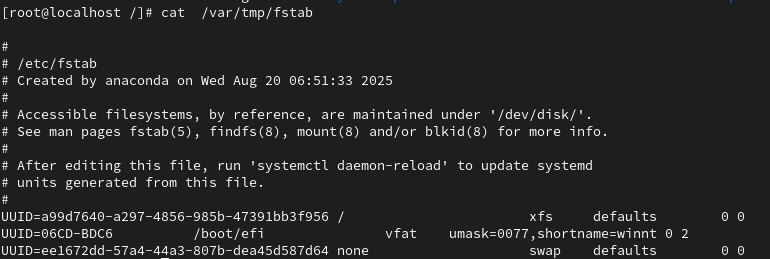 [root@localhost /]# cat  /var/tmp/fstab

#
# /etc/fstab
# Created by anaconda on Wed Aug 20 06:51:33 2025
#
# Accessible filesystems, by reference, are maintained under '/dev/disk/'.
# See man pages fstab(5), findfs(8), mount(8) and/or blkid(8) for more info.
#
# After editing this file, run 'systemctl daemon-reload' to update systemd
# units generated from this file.
#
UUID=a99d7640-a297-4856-985b-47391bb3f956 /                       xfs     defaults        0 0
UUID=06CD-BDC6          /boot/efi               vfat    umask=0077,shortname=winnt 0 2
UUID=ee1672dd-57a4-44a3-807b-dea45d587d64 none                    swap    defaults        0 0